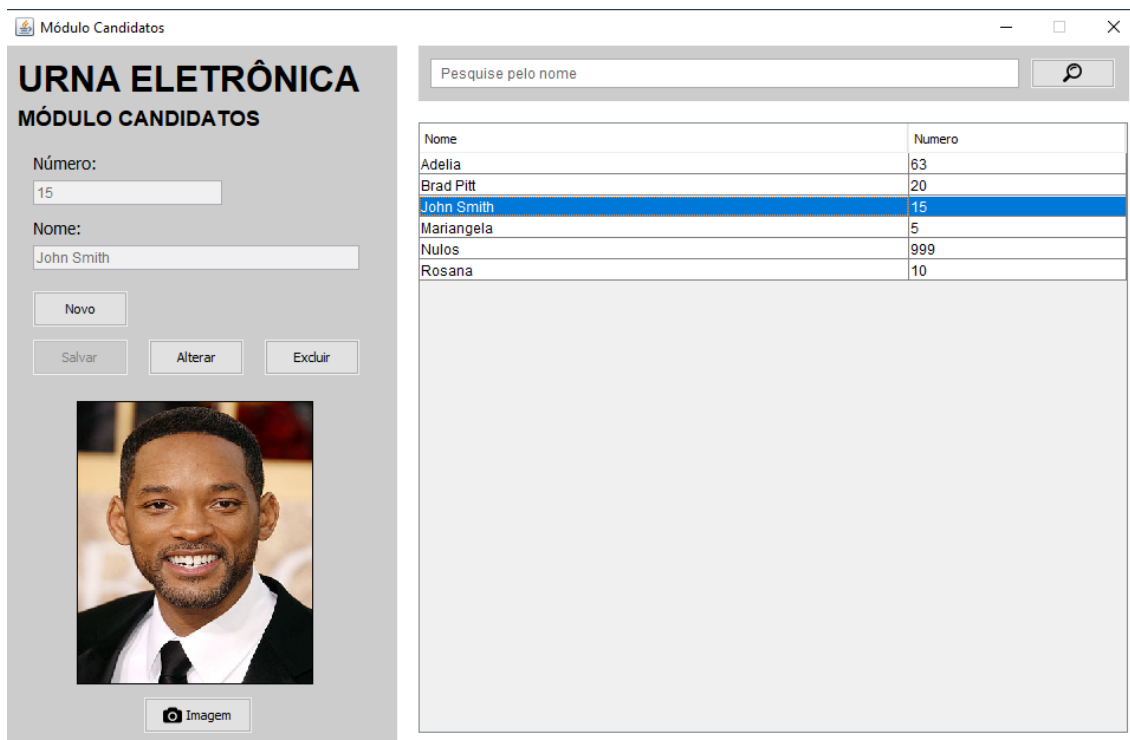 Módulo Candidatos
URNA ELETRÔNICA
MÓDULO CANDIDATOS
Número:
15
Nome:
John Smith
Novo
Salvar Alterar Excluir
Imagem
Pesquise pelo nome
Nome Numero
Adelia 63
Brad Pitt 20
John Smith 15
Mariangela 5
Nulos 999
Rosana 10